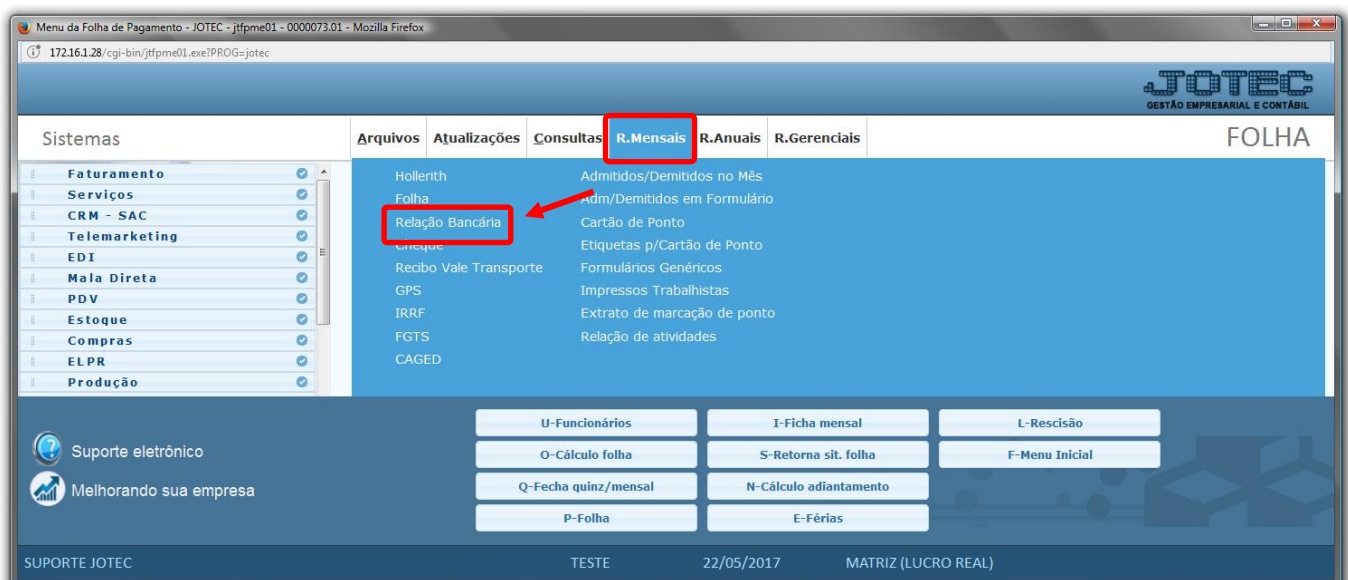 Menu da Folha de Pagamento - JOTEC - jtfpme01 - 0000073.01 - Mozilla Firefox
172.16.1.28/cgi-bin/jtfpme01.exe?PROG=jotec
JOTEC
GESTÃO EMPRESARIAL E CONTÁBIL
Sistemas
Arquivos Atualizações Consultas R.Mensais R.Anuais R.Gerenciais
FOLHA
Faturamento
Serviços
CRM - SAC
Telemarketing
EDI
Mala Direta
PDV
Estoque
Compras
ELPR
Produção
Hollerith
Folha
Relação Bancária
Cheque
Recibo Vale Transporte
GPS
IRRF
FGTS
CAGED
Admitidos/Demitidos no Mês
Adm/Demitidos em Formulário
Cartão de Ponto
Etiquetas p/Cartão de Ponto
Formulários Genéricos
Impressos Trabalhistas
Extrato de marcação de ponto
Relação de atividades
Suporte eletrônico
Melhorando sua empresa
U-Funcionários I-Ficha mensal L-Rescisão
O-Cálculo folha S-Retorna sit. folha F-Menu Inicial
Q-Fecha quinz/mensal N-Cálculo adiantamento
P-Folha E-Férias
SUPORTE JOTEC TESTE 22/05/2017 MATRIZ (LUCRO REAL)